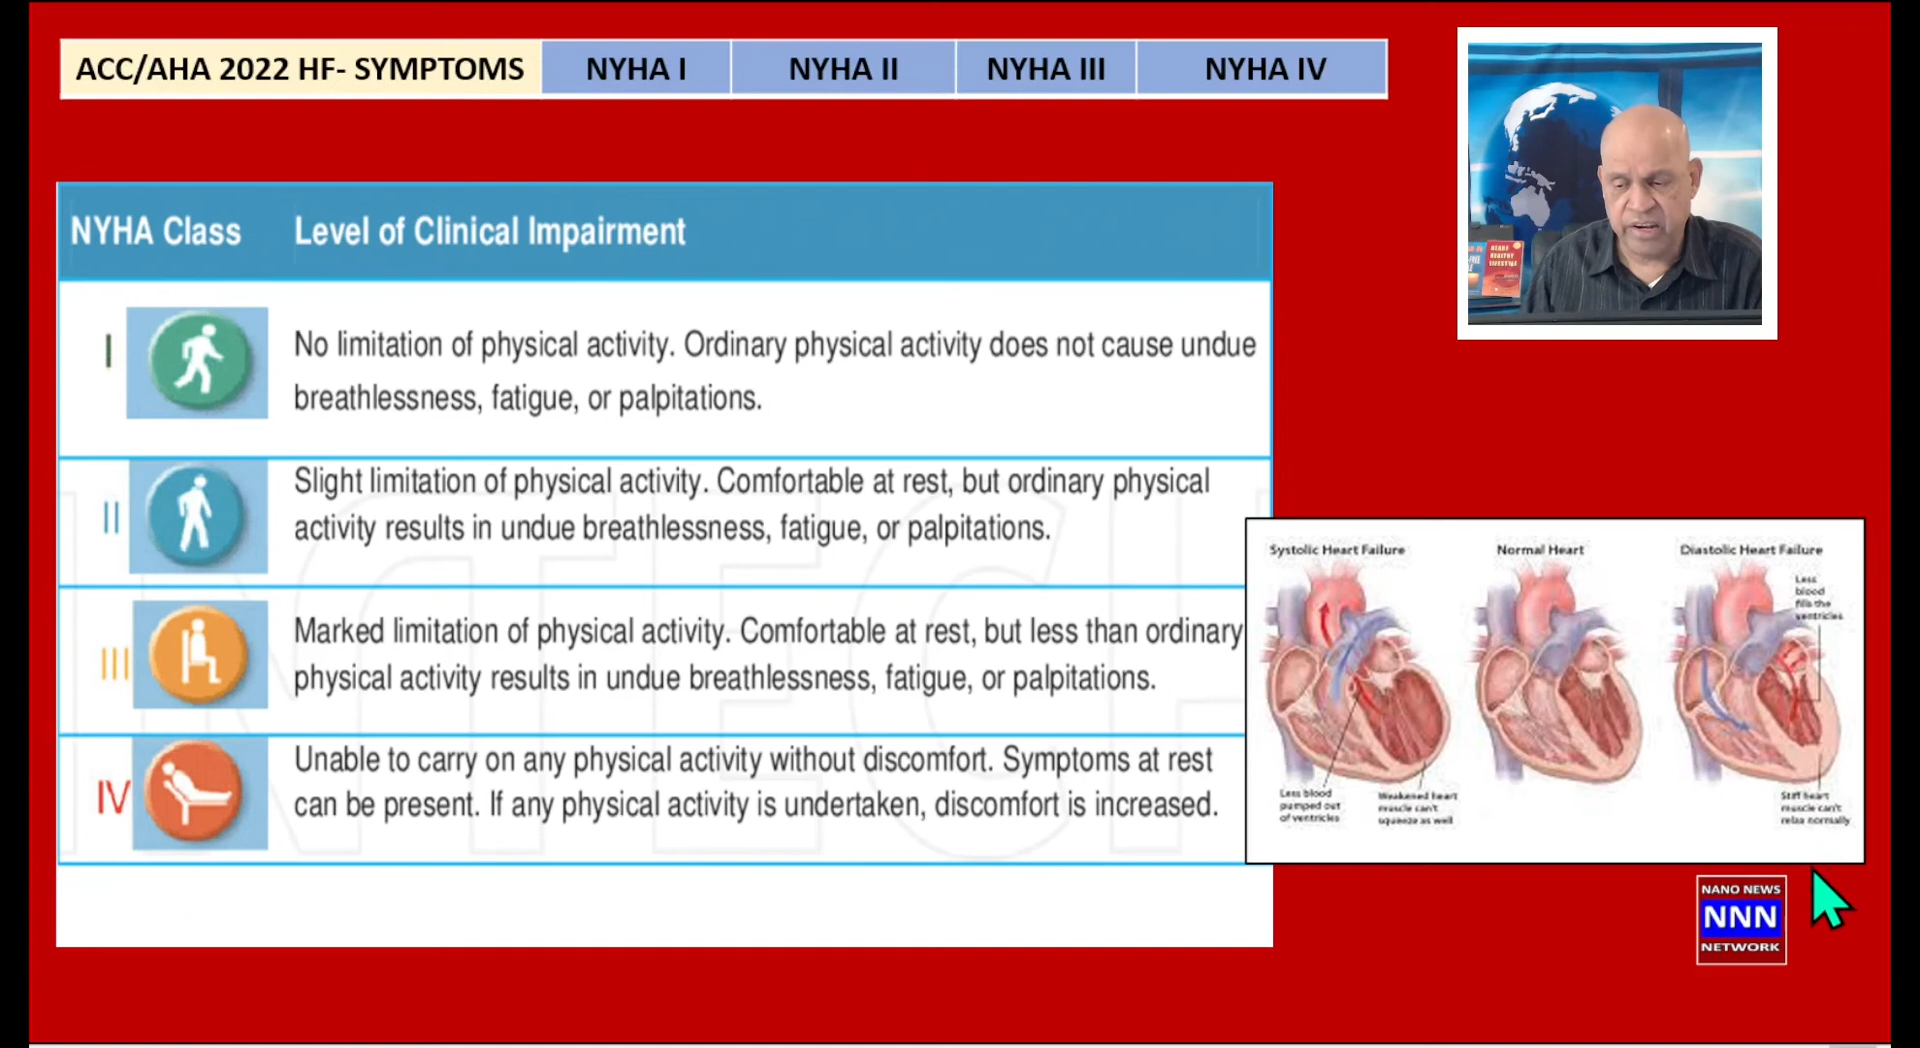 ACC/AHA 2022 HF- SYMPTOMS NYHA I NYHA II NYHA III NYHA IV
NYHA Class Level of Clinical Impairment
I No limitation of physical activity. Ordinary physical activity does not cause undue
breathlessness, fatigue, or palpitations.
II Slight limitation of physical activity. Comfortable at rest, but ordinary physical
activity results in undue breathlessness, fatigue, or palpitations.
III Marked limitation of physical activity. Comfortable at rest, but less than ordinary
physical activity results in undue breathlessness, fatigue, or palpitations.
IV Unable to carry on any physical activity without discomfort. Symptoms at rest
can be present. If any physical activity is undertaken, discomfort is increased.
INTECH
HEART
HEALTHY
LIFESTYLE
Systolic Heart Failure
Normal Heart
Diastolic Heart Failure
Less
blood
fills the
ventricles
Less blood
pumped out
of ventricles
Weakened heart
muscle can't
squeeze as well
Stiff heart
muscle can't
relax normally
NANO NEWS
NNN
NETWORK